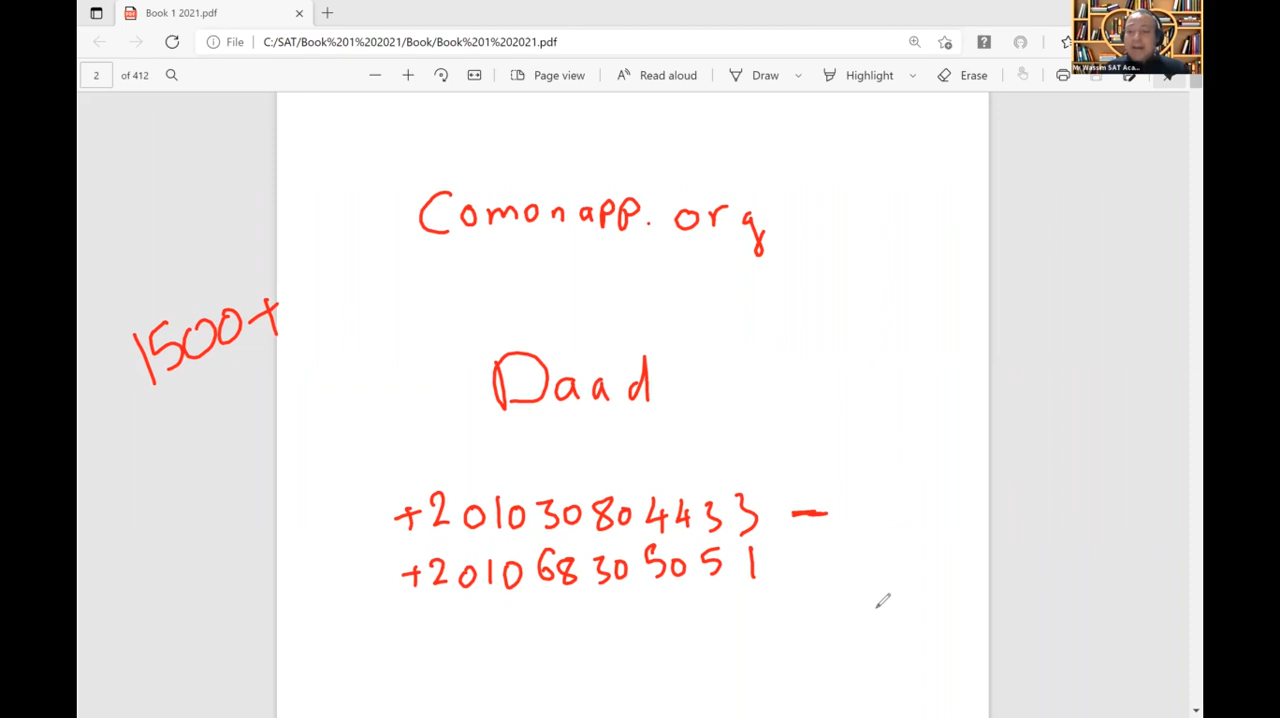 Book 1 2021.pdf
File C:/SAT/Book%201%202021/Book/Book%201%202021.pdf
2 of 412 Page view Read aloud Draw Highlight Erase
Mr Wassim SAT Aca...
Comonapp.org
1500+
Daad
+201030804433 —
+201068305051